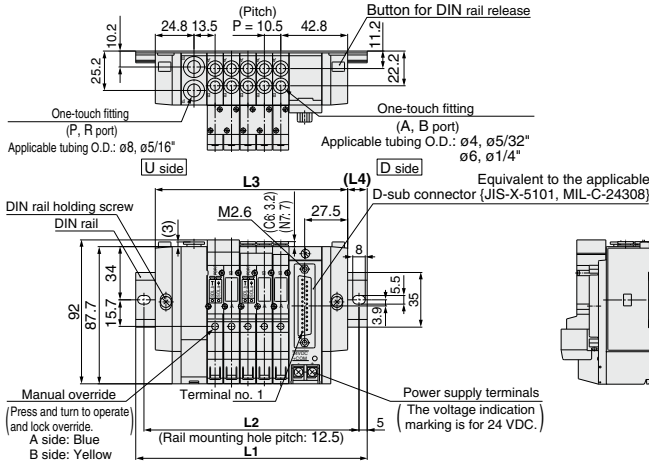 (Pitch)
24.8 13.5 P = 10.5 42.8
Button for DIN rail release
10.2
25.2
11.2
22.2
One-touch fitting
(P, R port)
Applicable tubing O.D.: ø8, ø5/16"
One-touch fitting
(A, B port)
Applicable tubing O.D.: ø4, ø5/32"
ø6, ø1/4"
U side
D side
L3
(L4)
Equivalent to the applicable
D-sub connector {JIS-X-5101, MIL-C-24308}
DIN rail holding screw
DIN rail
(3)
M2.6
(C6: 3.2)
(N7: 7)
27.5
8
92
87.7
34
15.7
5.5
3.9
35
Manual override
(Press and turn to operate
and lock override.)
A side: Blue
B side: Yellow
Terminal no. 1
Power supply terminals
(The voltage indication
marking is for 24 VDC.)
L2
(Rail mounting hole pitch: 12.5)
5
L1